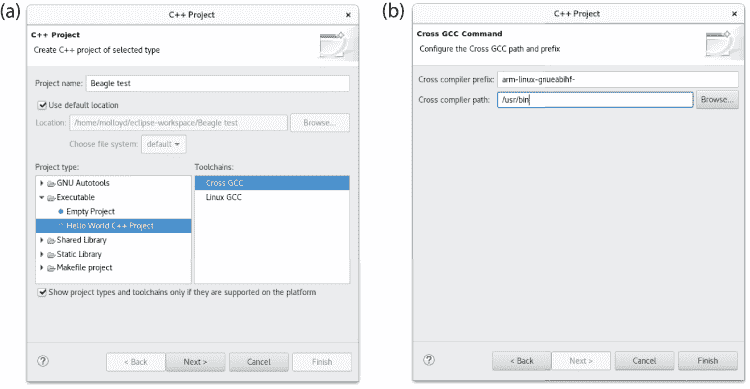 (a)
C++ Project
C++ Project
Create C++ project of selected type
Project name: Beagle test
Use default location
Location: /home/molloyd/eclipse-workspace/Beagle test Browse...
Choose file system: default
Project type: Toolchains:
GNU Autotools
Executable
Empty Project
Hello World C++ Project
Shared Library
Static Library
Makefile project
Cross GCC
Linux GCC
Show project types and toolchains only if they are supported on the platform
< Back Next > Cancel Finish
(b)
C++ Project
Cross GCC Command
Configure the Cross GCC path and prefix
Cross compiler prefix: arm-linux-gnueabihf-
Cross compiler path: /usr/bin Browse...
< Back Next > Cancel Finish